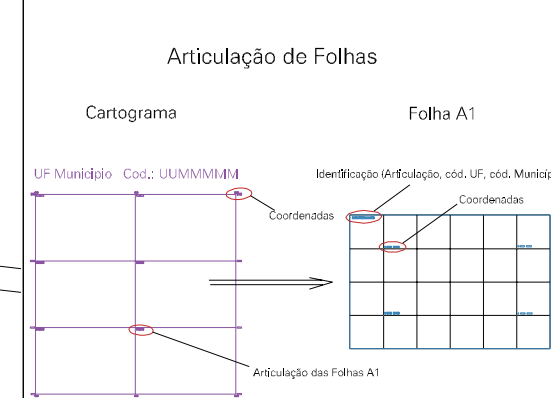 Articulação de Folhas
Cartograma
Folha A1
UF Municipio Cod.: UUMMMMM
Identificação (Articulação, cód. UF, cód. Municíp
Coordenadas
Coordenadas
Articulação das Folhas A1